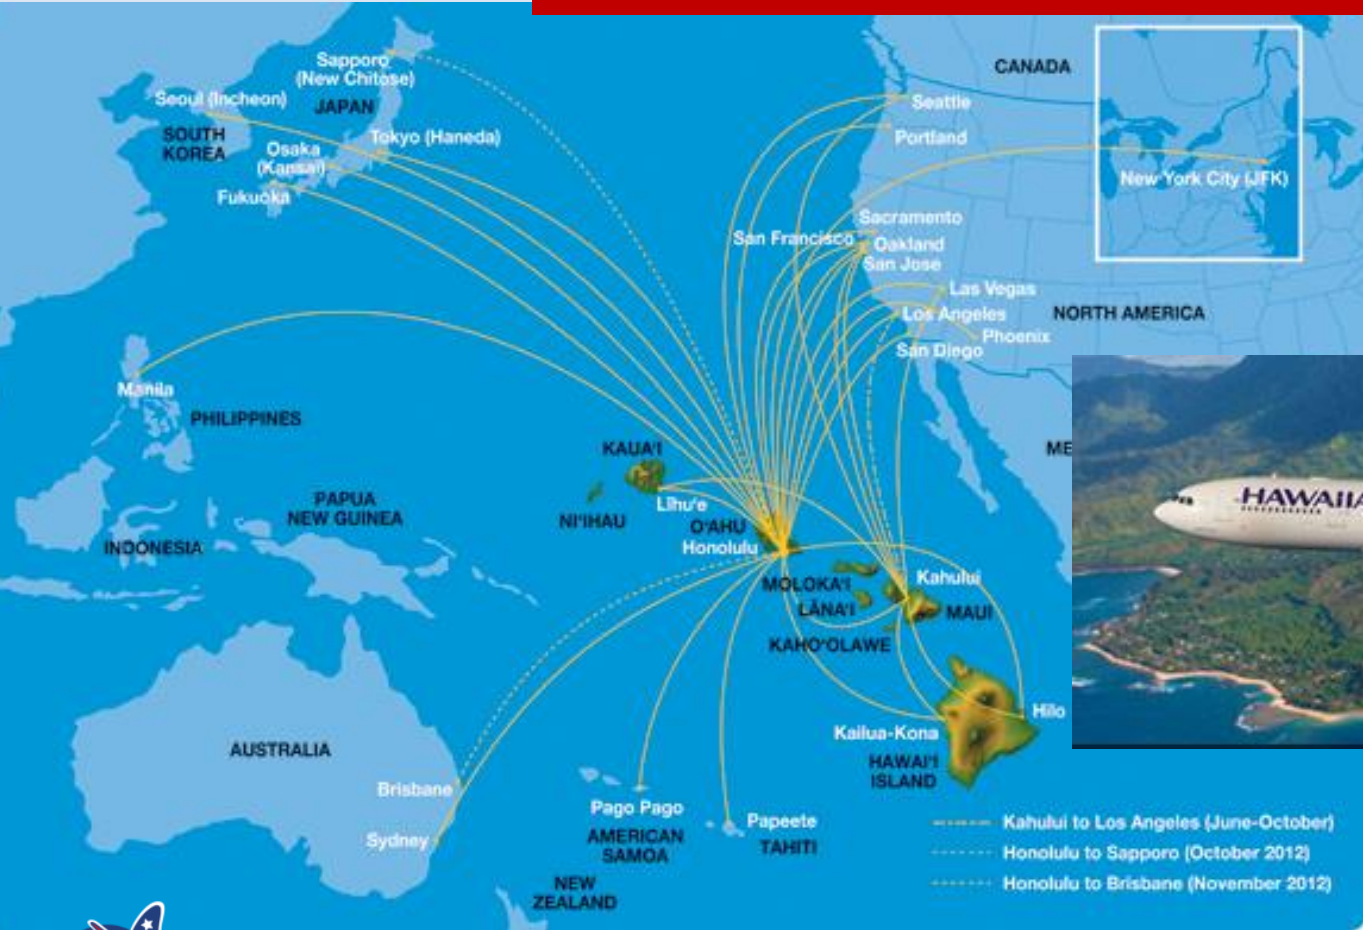 Sapporo
(New Chitose)
Seoul (Incheon)
JAPAN
SOUTH
KOREA
Tokyo (Haneda)
Osaka
(Kansai)
Fukuoka
CANADA
Seattle
Portland
New York City (JFK)
Sacramento
San Francisco
Oakland
San Jose
Las Vegas
Los Angeles
NORTH AMERICA
Phoenix
San Diego
Manila
PHILIPPINES
KAUA'I
ME
Līhu'e
NI'IHAU
O'AHU
Honolulu
PAPUA
NEW GUINEA
INDONESIA
HAWAIIA
MOLOKA'I
Kahului
LĀNA'I
MAUI
KAHO'OLAWE
Hilo
Kailua-Kona
HAWAI'I
ISLAND
AUSTRALIA
Brisbane
Sydney
Pago Pago
AMERICAN
SAMOA
Papeete
TAHITI
NEW
ZEALAND
Kahului to Los Angeles (June-October)
Honolulu to Sapporo (October 2012)
Honolulu to Brisbane (November 2012)